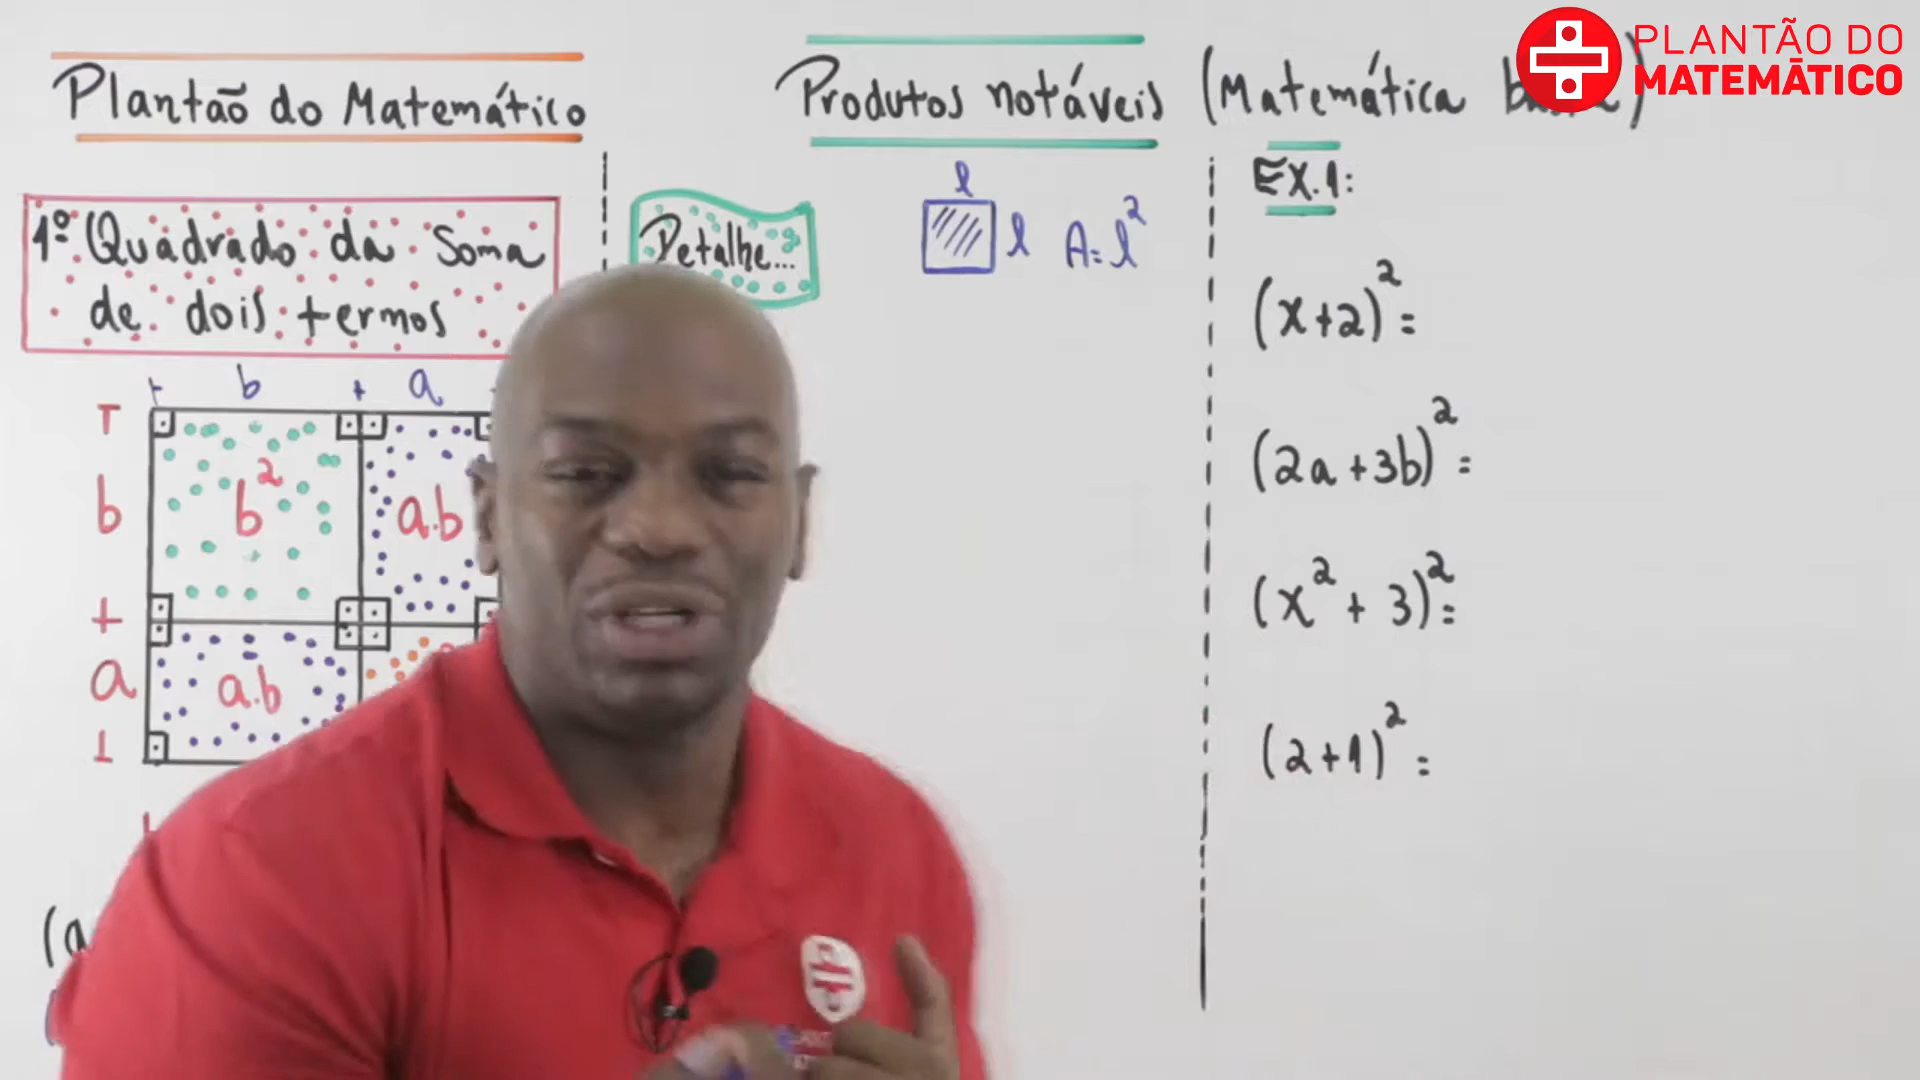 Plantão do Matemático
Produtos notáveis (Matemática
PLANTÃO DO
MATEMÁTICO
1º Quadrado da Soma
de dois termos
Detalhe...
l
l
A=l²
b + a
b
b²
a.b
+
a
a.b
(a
Ex.1:
(x+2)²=
(2a+3b)²=
(x²+3)²=
(2+1)²=